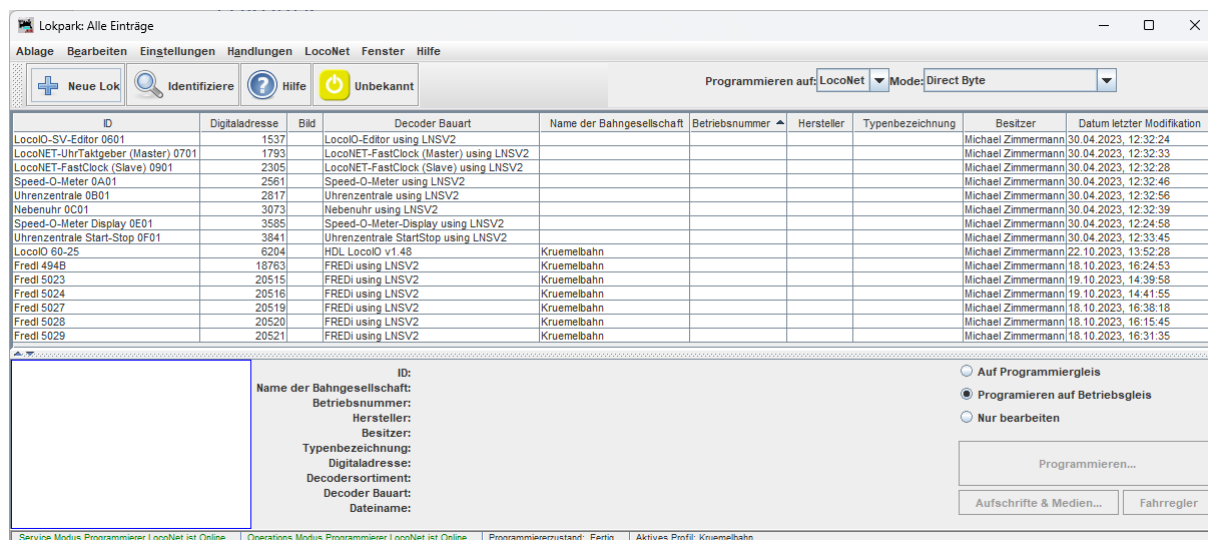 Lokpark: Alle Einträge
Ablage Bearbeiten Einstellungen Handlungen LocoNet Fenster Hilfe
Neue Lok Identifiziere Hilfe Unbekannt Programmieren auf: LocoNet Mode: Direct Byte
ID Digitaladresse Bild Decoder Bauart Name der Bahngesellschaft Betriebsnummer Hersteller Typenbezeichnung Besitzer Datum letzter Modifikation
LocoIO-SV-Editor 0601 1537 LocoIO-Editor using LNSV2 Michael Zimmermann 30.04.2023, 12:32:24
LocoNET-UhrTaktgeber (Master) 0701 1793 LocoNET-FastClock (Master) using LNSV2 Michael Zimmermann 30.04.2023, 12:32:33
LocoNET-FastClock (Slave) 0901 2305 LocoNET-FastClock (Slave) using LNSV2 Michael Zimmermann 30.04.2023, 12:32:28
Speed-O-Meter 0A01 2561 Speed-O-Meter using LNSV2 Michael Zimmermann 30.04.2023, 12:32:46
Uhrenzentrale 0B01 2817 Uhrenzentrale using LNSV2 Michael Zimmermann 30.04.2023, 12:32:56
Nebenuhr 0C01 3073 Nebenuhr using LNSV2 Michael Zimmermann 30.04.2023, 12:32:39
Speed-O-Meter Display 0E01 3585 Speed-O-Meter-Display using LNSV2 Michael Zimmermann 30.04.2023, 12:24:58
Uhrenzentrale Start-Stop 0F01 3841 Uhrenzentrale StartStop using LNSV2 Michael Zimmermann 30.04.2023, 12:33:45
LocoIO 60-25 6204 HDL LocoIO v1.48 Kruemelbahn Michael Zimmermann 22.10.2023, 13:52:28
FredI 494B 18763 FREDi using LNSV2 Kruemelbahn Michael Zimmermann 18.10.2023, 16:24:53
FredI 5023 20515 FREDi using LNSV2 Kruemelbahn Michael Zimmermann 19.10.2023, 14:39:58
FredI 5024 20516 FREDi using LNSV2 Kruemelbahn Michael Zimmermann 19.10.2023, 14:41:55
FredI 5027 20519 FREDi using LNSV2 Kruemelbahn Michael Zimmermann 18.10.2023, 16:38:18
FredI 5028 20520 FREDi using LNSV2 Kruemelbahn Michael Zimmermann 18.10.2023, 16:15:45
FredI 5029 20521 FREDi using LNSV2 Kruemelbahn Michael Zimmermann 18.10.2023, 16:31:35
ID:
Name der Bahngesellschaft:
Betriebsnummer:
Hersteller:
Besitzer:
Typenbezeichnung:
Digitaladresse:
Decodersortiment:
Decoder Bauart:
Dateiname:
Auf Programmiergleis
Programieren auf Betriebsgleis
Nur bearbeiten
Programmieren...
Aufschrifte & Medien... Fahrregler
Service Modus Programmierer LocoNet ist Online Operations Modus Programmierer LocoNet ist Online Programmiererzustand: Fertig Aktives Profil: Kruemelbahn